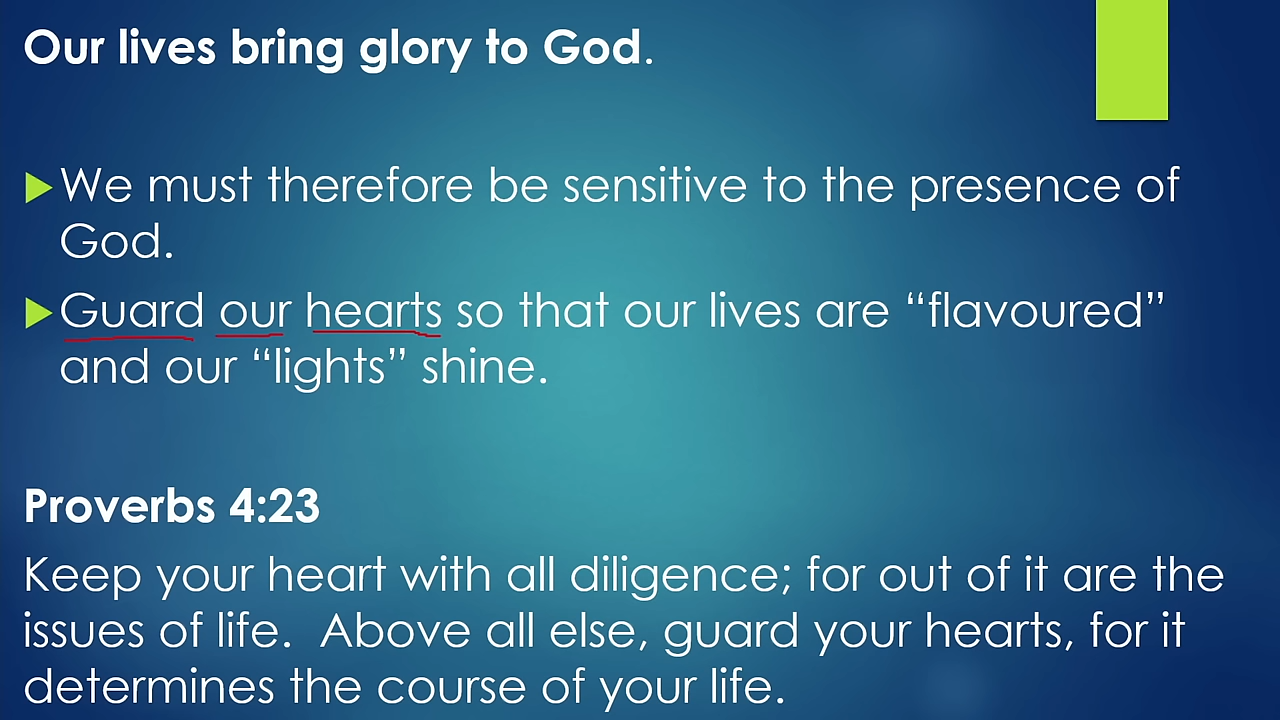 Our lives bring glory to God.
We must therefore be sensitive to the presence of
God.
Guard our hearts so that our lives are “flavoured”
and our “lights” shine.
Proverbs 4:23
Keep your heart with all diligence; for out of it are the
issues of life.  Above all else, guard your hearts, for it
determines the course of your life.